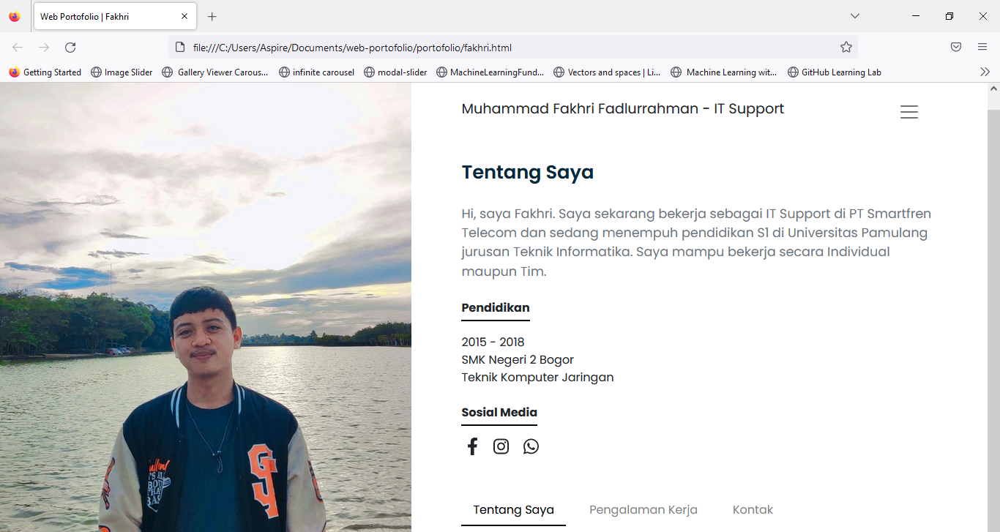 Web Portofolio | Fakhri
file:///C:/Users/Aspire/Documents/web-portofolio/portofolio/fakhri.html
Getting Started
Image Slider
Gallery Viewer Carous...
infinite carousel
modal-slider
MachineLearningFund...
Vectors and spaces | Li...
Machine Learning wit...
GitHub Learning Lab
Muhammad Fakhri Fadlurrahman - IT Support
Tentang Saya
Hi, saya Fakhri. Saya sekarang bekerja sebagai IT Support di PT Smartfren
Telecom dan sedang menempuh pendidikan S1 di Universitas Pamulang
jurusan Teknik Informatika. Saya mampu bekerja secara Individual
maupun Tim.
Pendidikan
2015 - 2018
SMK Negeri 2 Bogor
Teknik Komputer Jaringan
Sosial Media
Tentang Saya
Pengalaman Kerja
Kontak